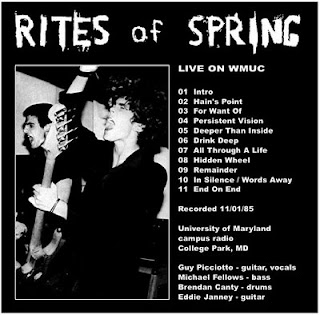 RITES of SPRING
LIVE ON WMUC
01 Intro
02 Hain's Point
03 For Want Of
04 Persistent Vision
05 Deeper Than Inside
06 Drink Deep
07 All Through A Life
08 Hidden Wheel
09 Remainder
10 In Silence / Words Away
11 End On End
Recorded 11/01/85
University of Maryland
campus radio
College Park, MD
Guy Picciotto - guitar, vocals
Michael Fellows - bass
Brendan Canty - drums
Eddie Janney - guitar